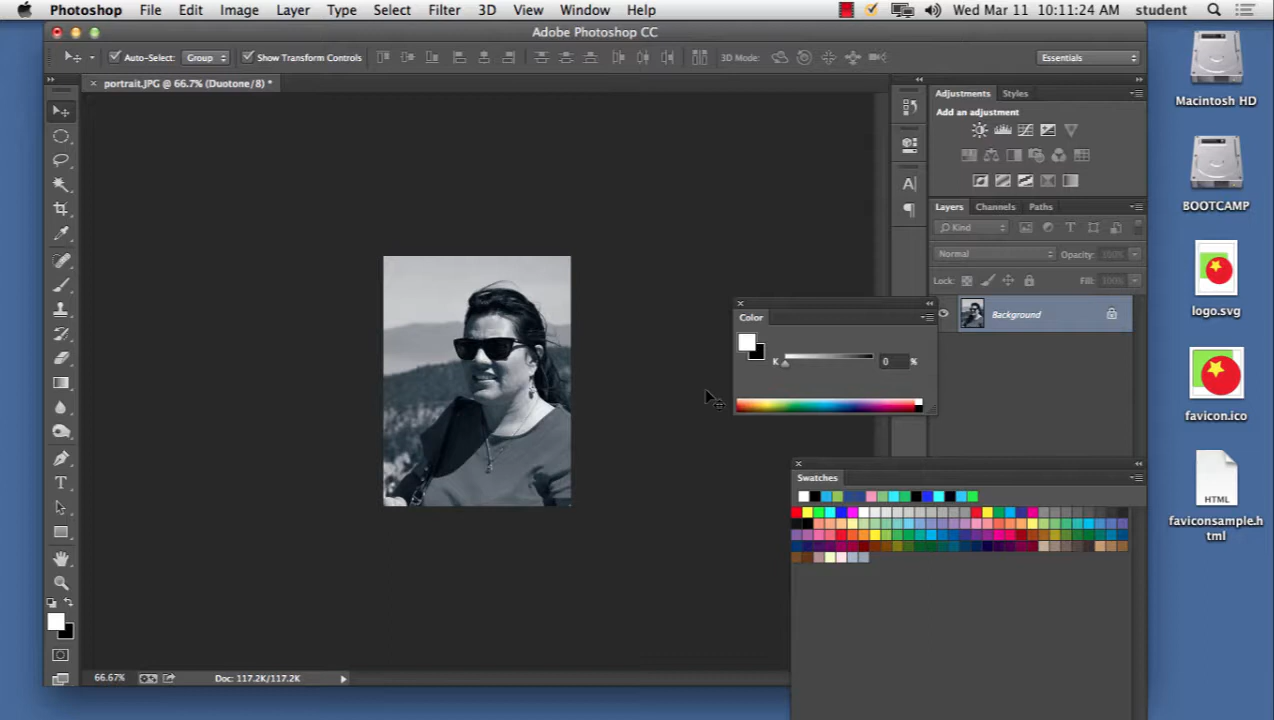 Photoshop File Edit Image Layer Type Select Filter 3D View Window Help Wed Mar 11 10:11:24 AM student
Adobe Photoshop CC
Auto-Select: Group Show Transform Controls 3D Mode: Essentials
portrait.JPG @ 66.7% (Duotone/8) *
Adjustments Styles
Add an adjustment
Layers Channels Paths
Kind
Normal Opacity: 100%
Lock: Fill: 100%
Background
Color
K 0 %
Swatches
66.67% Doc: 117.2K/117.2K
Macintosh HD
BOOTCAMP
logo.svg
favicon.ico
HTML
faviconsample.h
tml